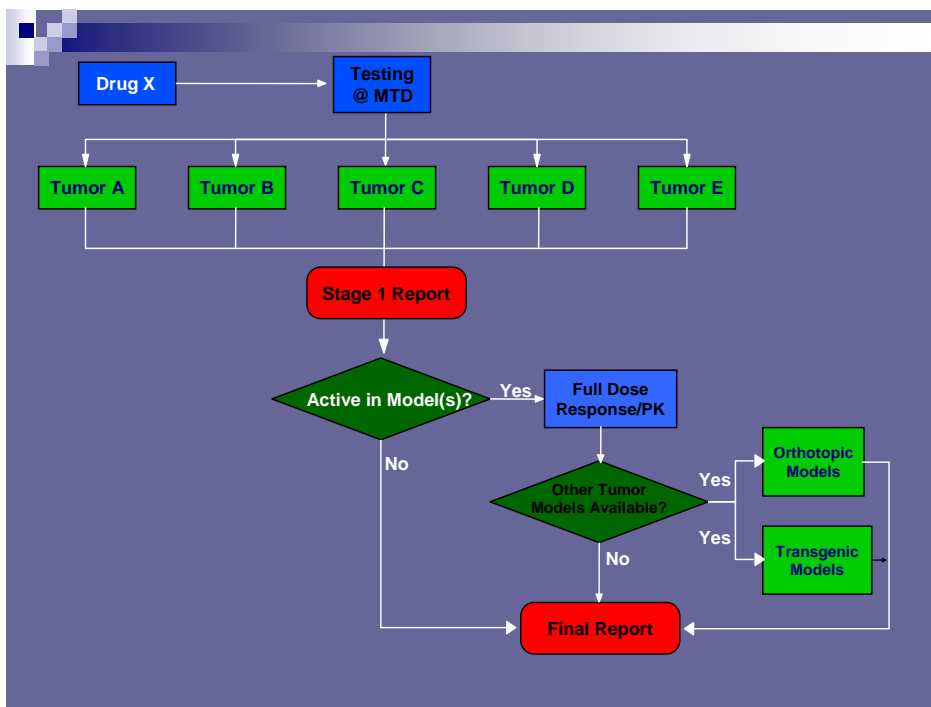 Drug X
Testing
@ MTD
Tumor A
Tumor B
Tumor C
Tumor D
Tumor E
Stage 1 Report
Active in Model(s)?
Yes
Full Dose
Response/PK
No
Other Tumor
Models Available?
Yes
Orthotopic
Models
Yes
Transgenic
Models
No
Final Report